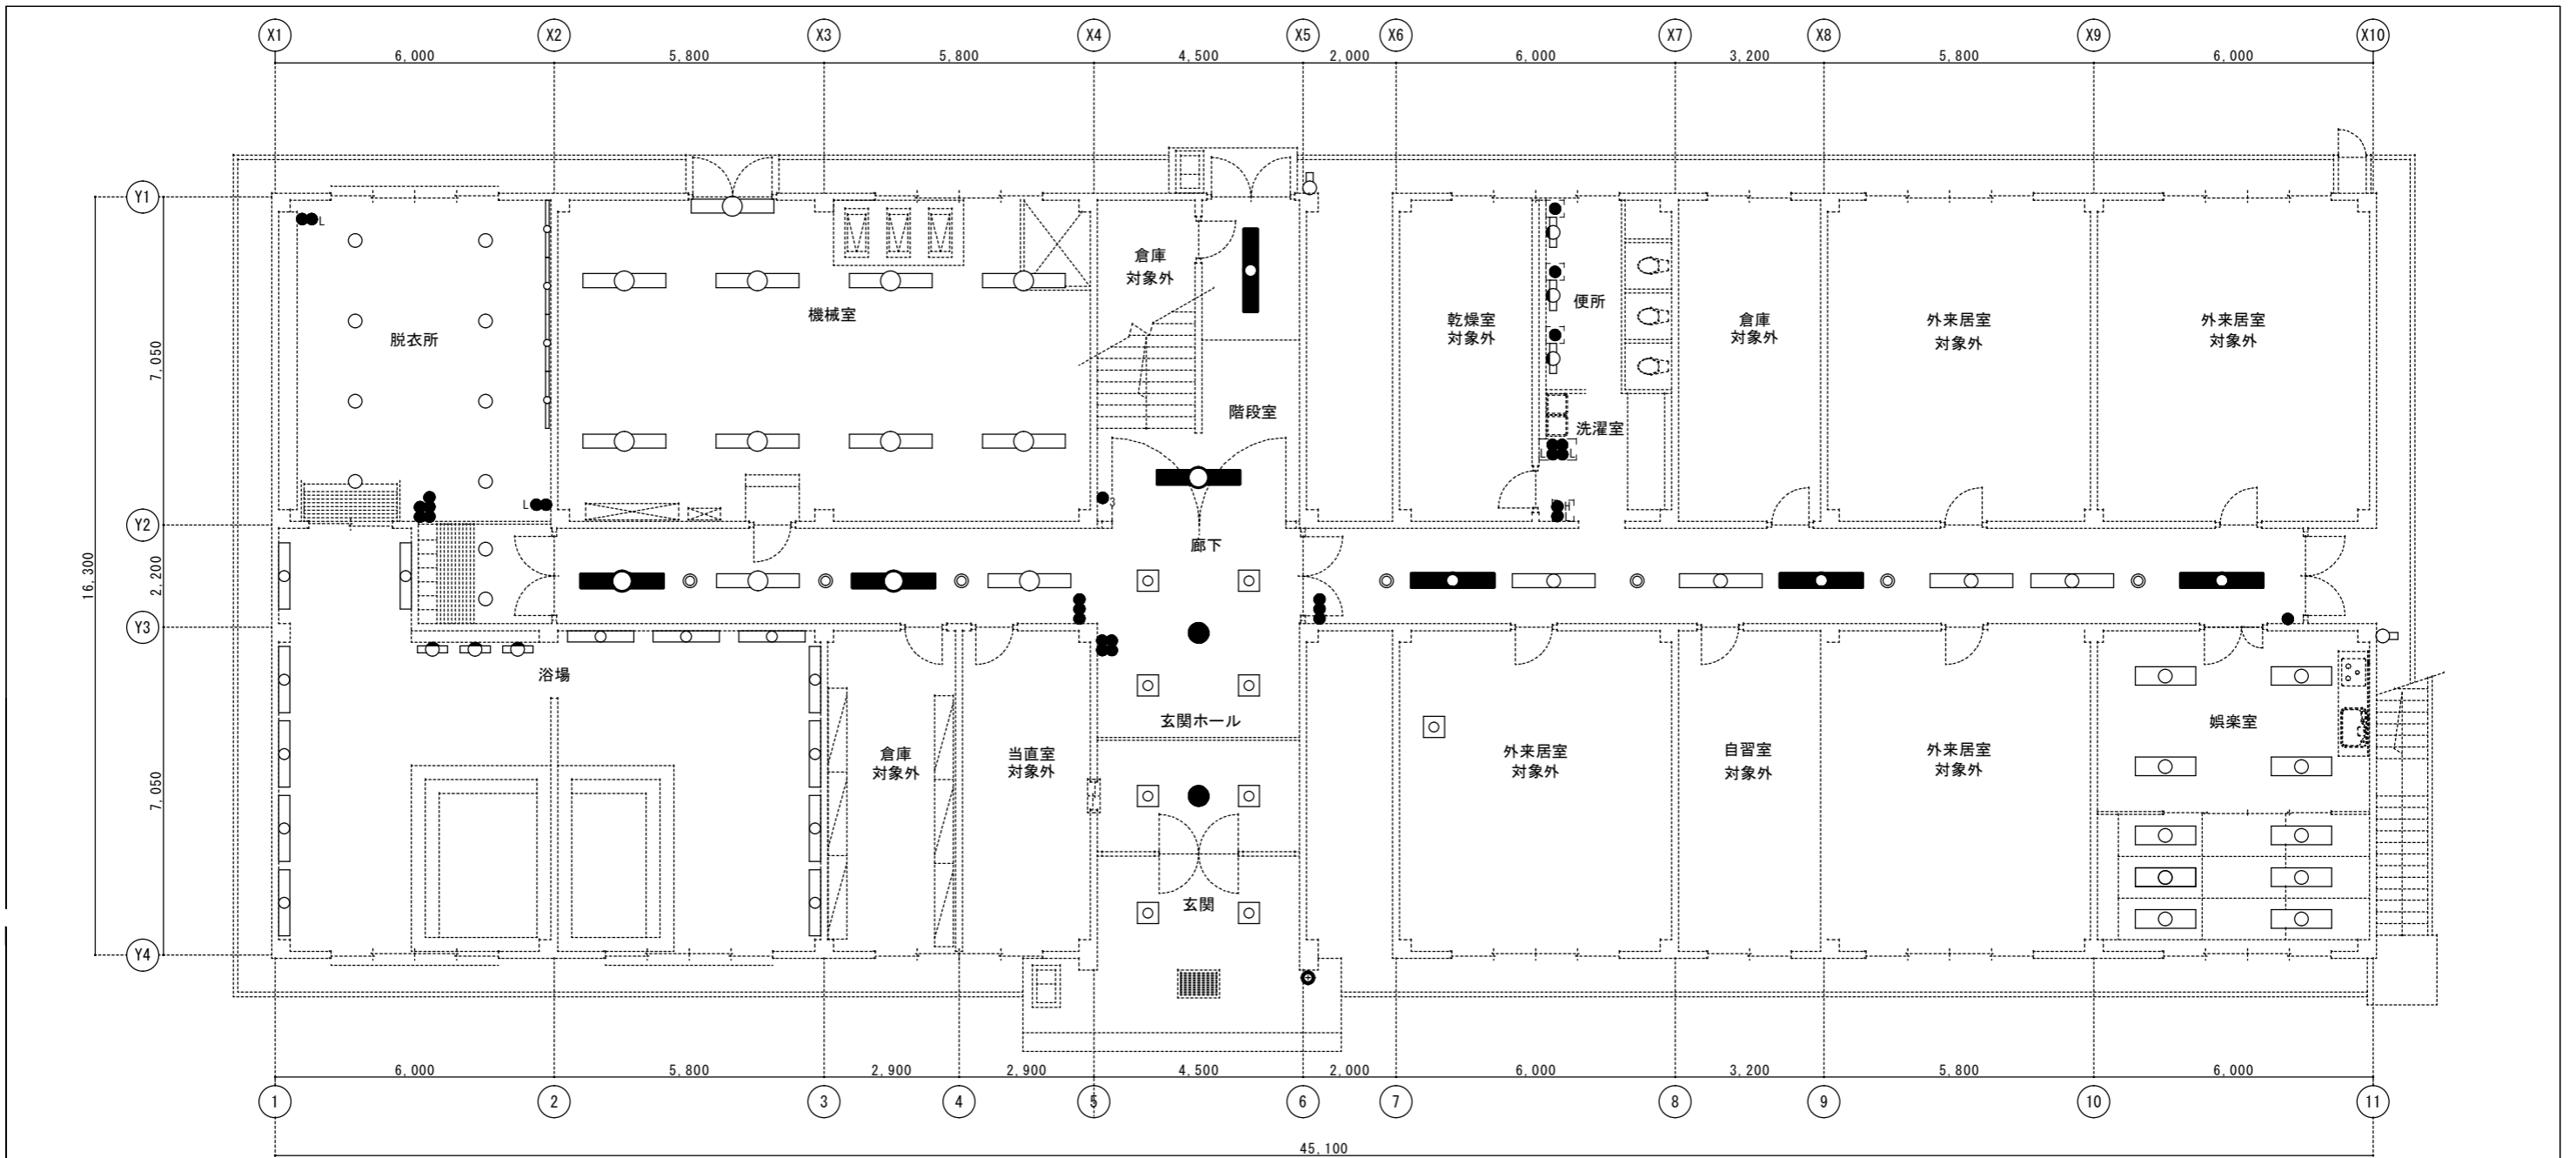 X1 X2 X3 X4 X5 X6 X7 X8 X9 X10
6,000 5,800 5,800 4,500 2,000 6,000 3,200 5,800 6,000
Y1
L
倉庫
対象外
機械室
脱衣所
便所
乾燥室
対象外
倉庫
対象外
外来居室
対象外
外来居室
対象外
7,050
階段室
洗濯室
L L
L
3
H
L
Y2
廊下
16,300
2,200
Y3
浴場
玄関ホール
娯楽室
倉庫
対象外
当直室
対象外
外来居室
対象外
自習室
対象外
外来居室
対象外
7,050
玄関
Y4
6,000 5,800 2,900 2,900 4,500 2,000 6,000 3,200 5,800 6,000
1 2 3 4 5 6 7 8 9 10 11
45,100